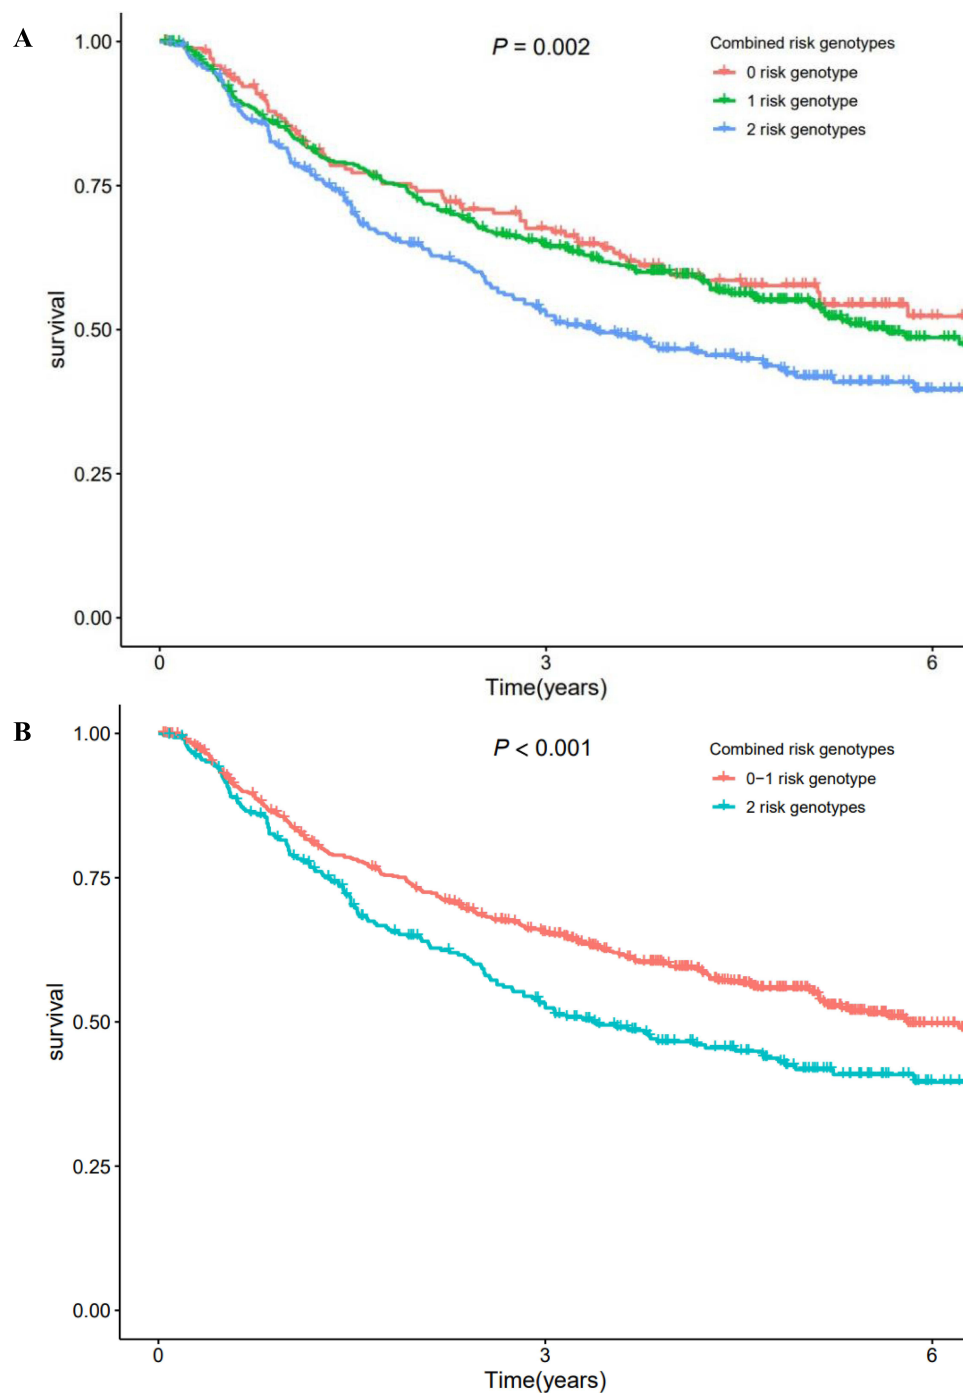 A
P = 0.002
Combined risk genotypes
0 risk genotype
1 risk genotype
2 risk genotypes
1.00
0.75
0.50
0.25
0.00
survival
0
3
6
Time(years)
B
P < 0.001
Combined risk genotypes
0−1 risk genotype
2 risk genotypes
1.00
0.75
0.50
0.25
0.00
survival
0
3
6
Time(years)